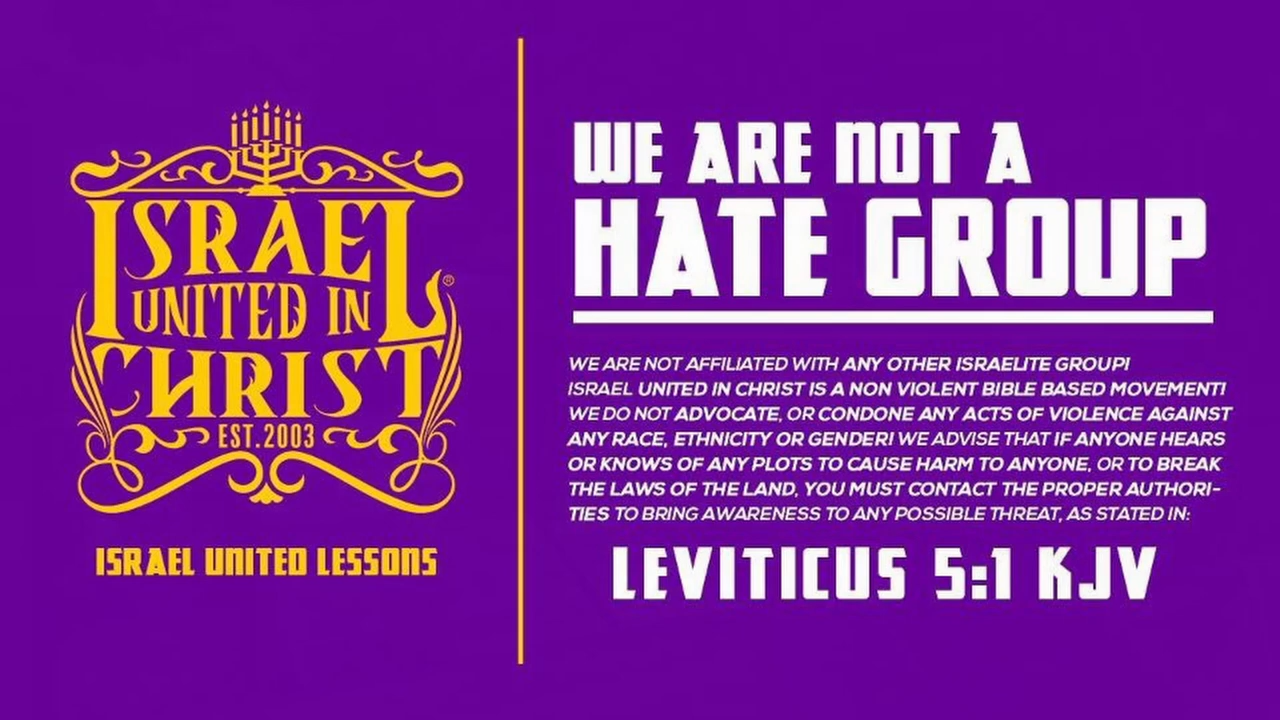 ISRAEL
UNITED IN
CHRIST
EST.2003
ISRAEL UNITED LESSONS
WE ARE NOT A
HATE GROUP
WE ARE NOT AFFILIATED WITH ANY OTHER ISRAELITE GROUP!
ISRAEL UNITED IN CHRIST IS A NON VIOLENT BIBLE BASED MOVEMENT!
WE DO NOT ADVOCATE, OR CONDONE ANY ACTS OF VIOLENCE AGAINST
ANY RACE, ETHNICITY OR GENDER! WE ADVISE THAT IF ANYONE HEARS
OR KNOWS OF ANY PLOTS TO CAUSE HARM TO ANYONE, OR TO BREAK
THE LAWS OF THE LAND, YOU MUST CONTACT THE PROPER AUTHORI-
TIES TO BRING AWARENESS TO ANY POSSIBLE THREAT, AS STATED IN:
LEVITICUS 5:1 KJV